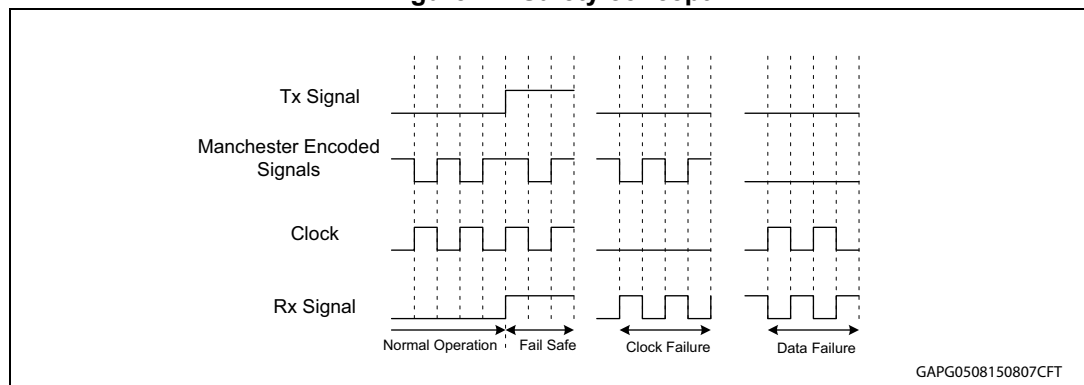 Tx Signal
Manchester Encoded
Signals
Clock
Rx Signal
Normal Operation
Fail Safe
Clock Failure
Data Failure
GAPG0508150807CFT